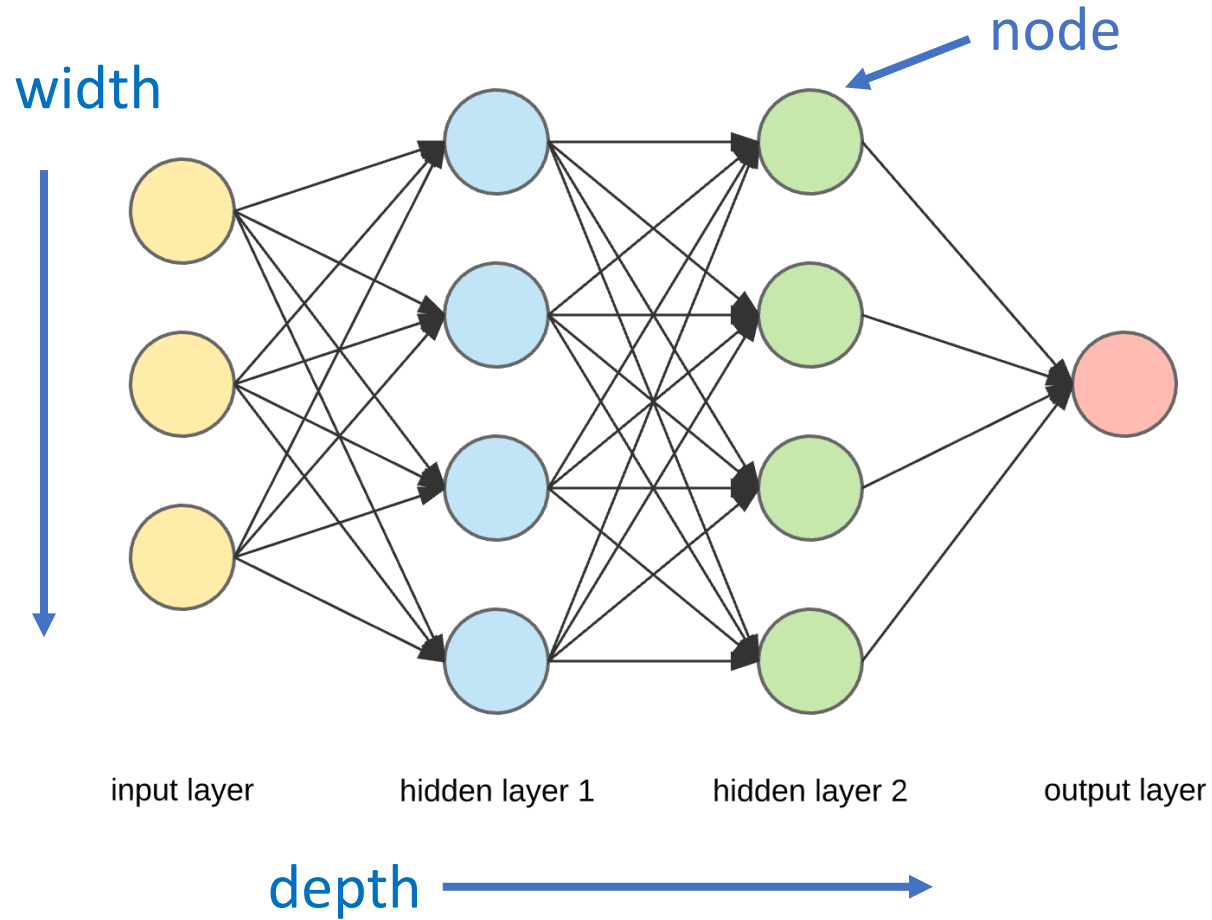 node
width
input layer
hidden layer 1
hidden layer 2
output layer
depth